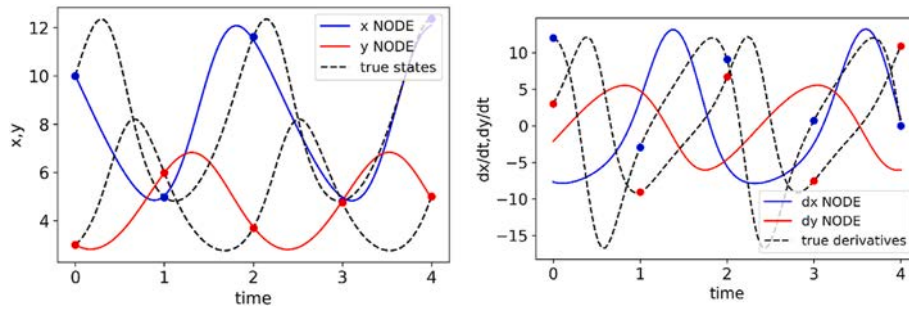 x NODE
y NODE
true states
12
10
8
6
4
x,y
0 1 2 3 4
time
10
5
0
−5
−10
−15
dx/dt,dy/dt
dx NODE
dy NODE
true derivatives
0 1 2 3 4
time